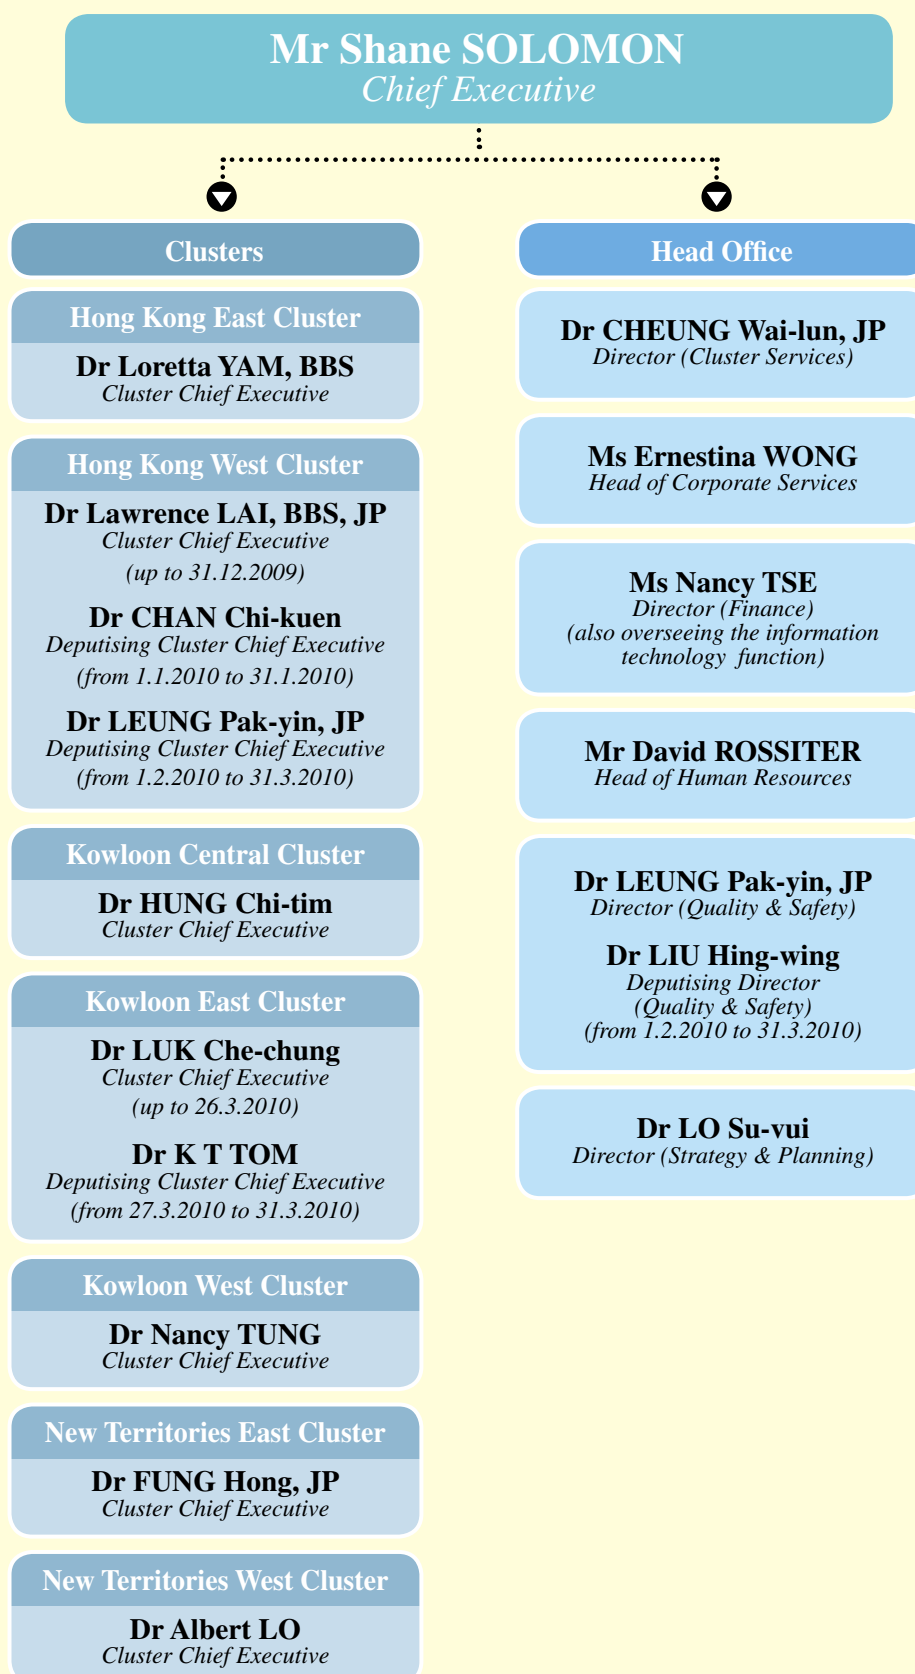 Mr Shane SOLOMON
Chief Executive
Clusters
Hong Kong East Cluster
Dr Loretta YAM, BBS
Cluster Chief Executive
Hong Kong West Cluster
Dr Lawrence LAI, BBS, JP
Cluster Chief Executive
(up to 31.12.2009)
Dr CHAN Chi-kuen
Deputising Cluster Chief Executive
(from 1.1.2010 to 31.1.2010)
Dr LEUNG Pak-yin, JP
Deputising Cluster Chief Executive
(from 1.2.2010 to 31.3.2010)
Kowloon Central Cluster
Dr HUNG Chi-tim
Cluster Chief Executive
Kowloon East Cluster
Dr LUK Che-chung
Cluster Chief Executive
(up to 26.3.2010)
Dr K T TOM
Deputising Cluster Chief Executive
(from 27.3.2010 to 31.3.2010)
Kowloon West Cluster
Dr Nancy TUNG
Cluster Chief Executive
New Territories East Cluster
Dr FUNG Hong, JP
Cluster Chief Executive
New Territories West Cluster
Dr Albert LO
Cluster Chief Executive
Head Office
Dr CHEUNG Wai-lun, JP
Director (Cluster Services)
Ms Ernestina WONG
Head of Corporate Services
Ms Nancy TSE
Director (Finance)
(also overseeing the information
technology function)
Mr David ROSSITER
Head of Human Resources
Dr LEUNG Pak-yin, JP
Director (Quality & Safety)
Dr LIU Hing-wing
Deputising Director
(Quality & Safety)
(from 1.2.2010 to 31.3.2010)
Dr LO Su-vui
Director (Strategy & Planning)